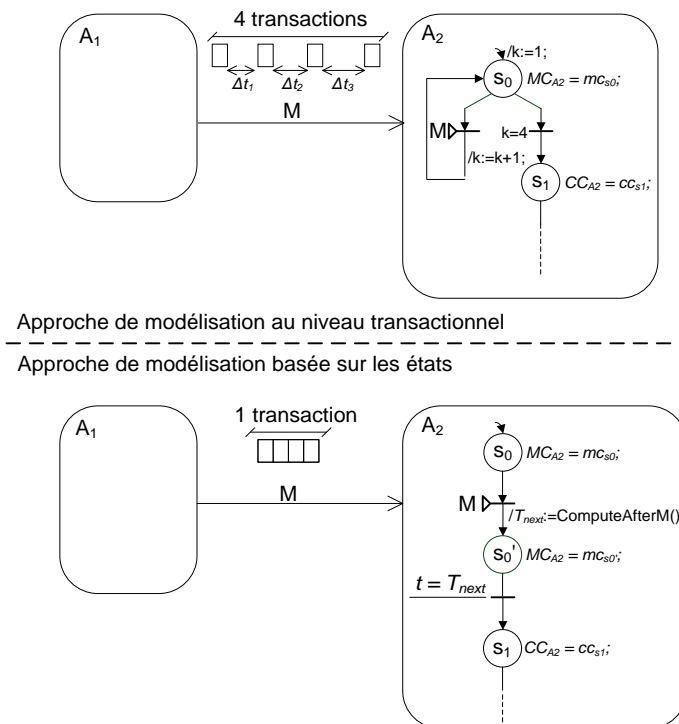 4 transactions
A1
A2
/k:=1;
Δt1
Δt2
Δt3
S0
MCA2 = mcs0;
M
M
k=4
/k:=k+1;
S1
CCA2 = ccs1;
Approche de modélisation au niveau transactionnel
Approche de modélisation basée sur les états
1 transaction
A1
A2
S0
MCA2 = mcs0;
M
M
/Tnext:=ComputeAfterM()
S0'
MCA2 = mcs0';
t = Tnext
S1
CCA2 = ccs1;